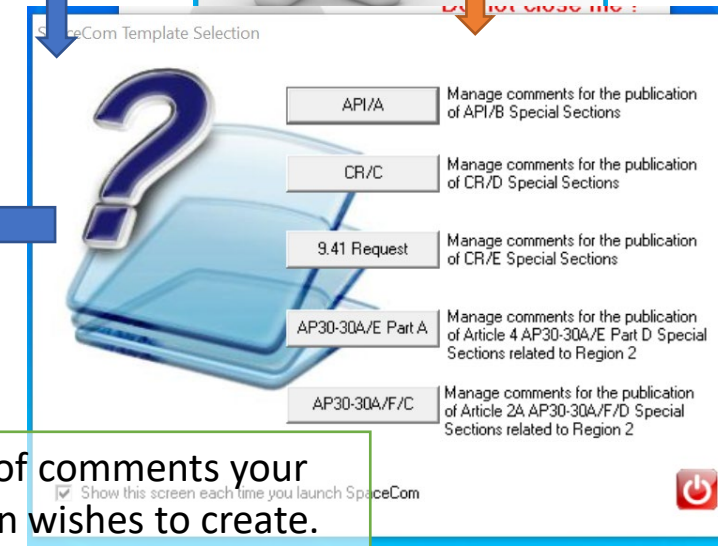 Do not close me !
SpaceCom Template Selection
API/A
Manage comments for the publication
of API/B Special Sections
CR/C
Manage comments for the publication
of CR/D Special Sections
9.41 Request
Manage comments for the publication
of CR/E Special Sections
AP30-30A/E Part A
Manage comments for the publication
of Article 4 AP30-30A/E Part D Special
Sections related to Region 2
AP30-30A/F/C
Manage comments for the publication
of Article 2A AP30-30A/F/D Special
Sections related to Region 2
of comments your
Show this screen each time you launch SpaceCom
n wishes to create.